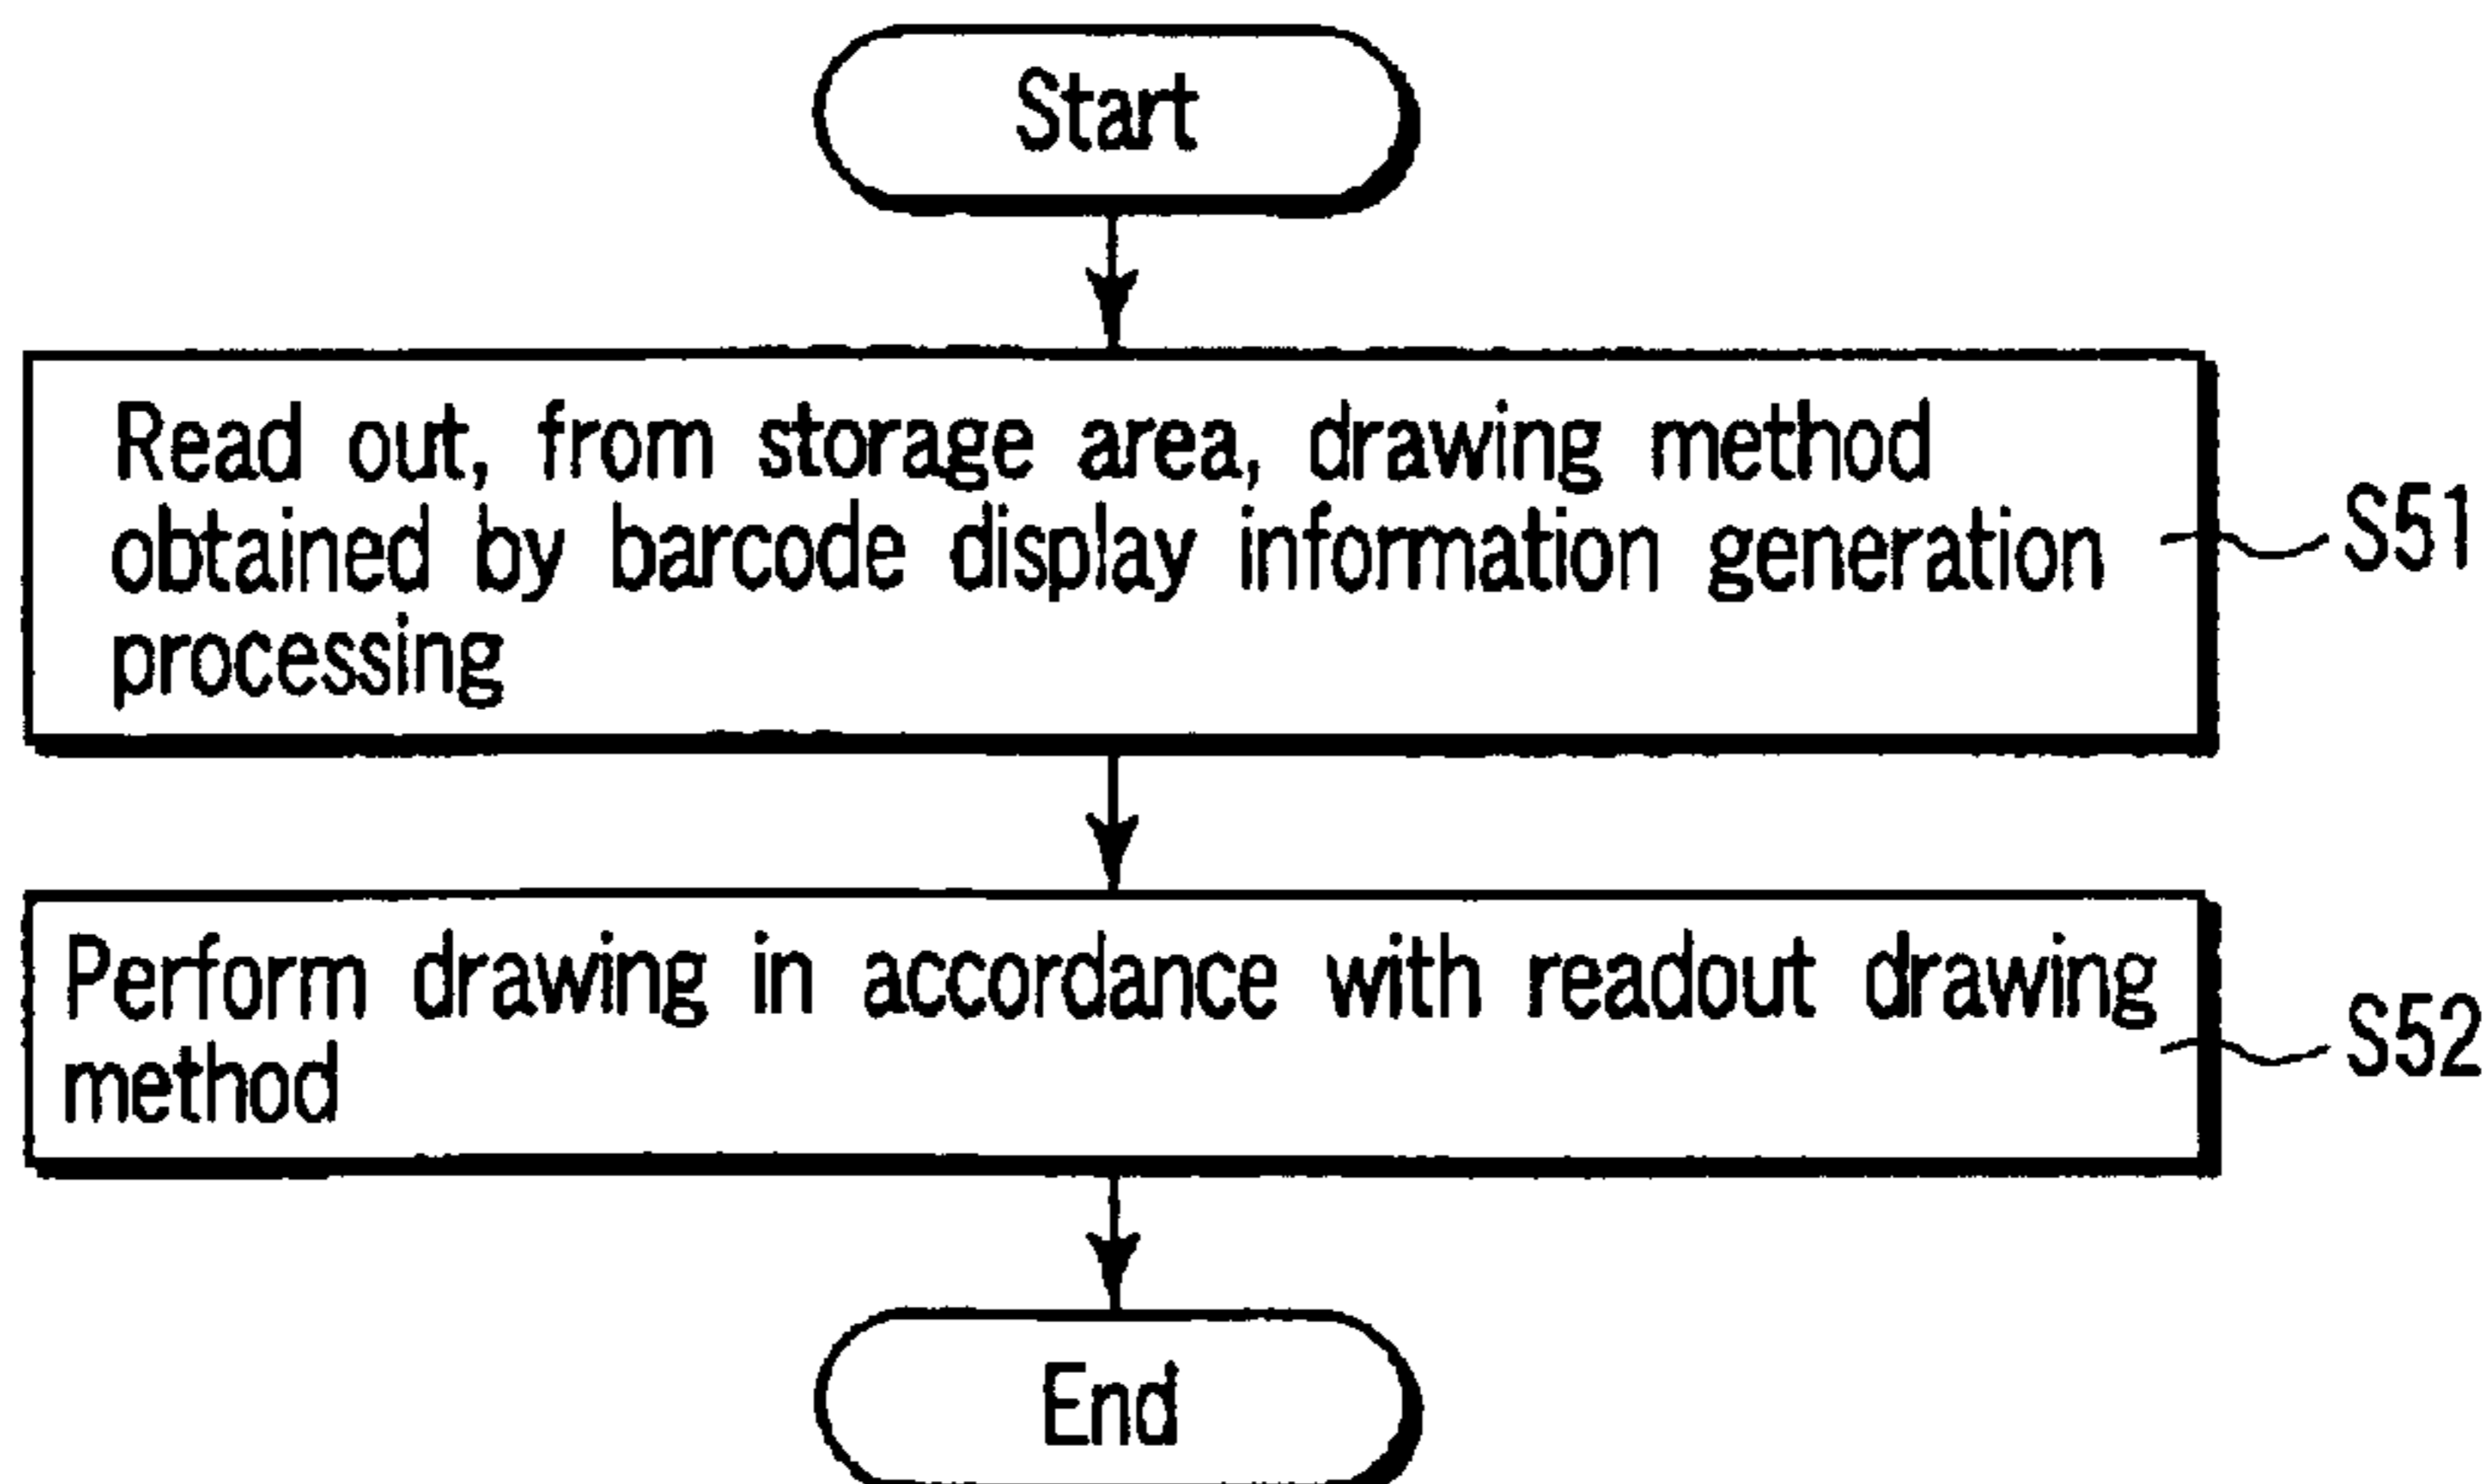 Start
Read out, from storage area, drawing method
obtained by barcode display information generation
processing
S51
Perform drawing in accordance with readout drawing
method
S52
End